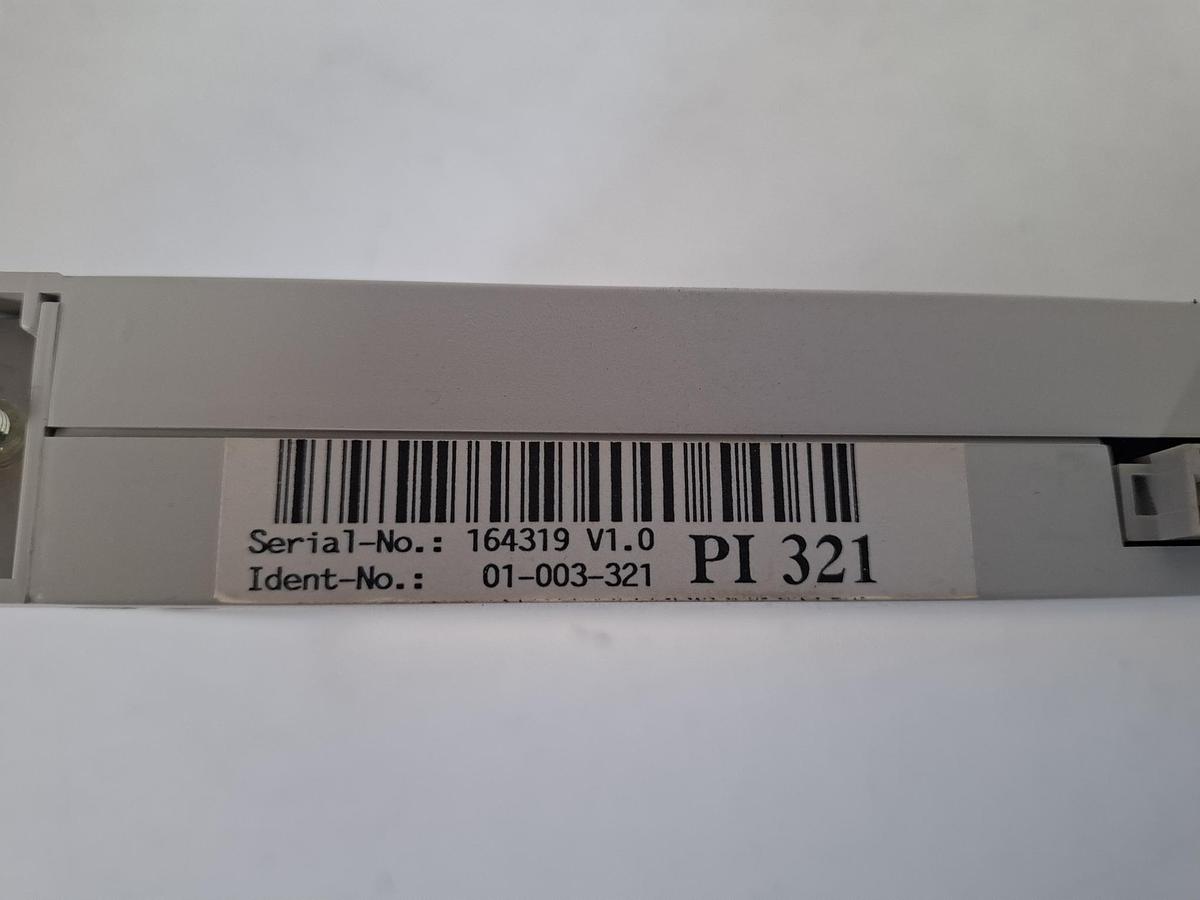 Serial-No.: 164319 V1.0
Ident-No.: 01-003-321
PI 321